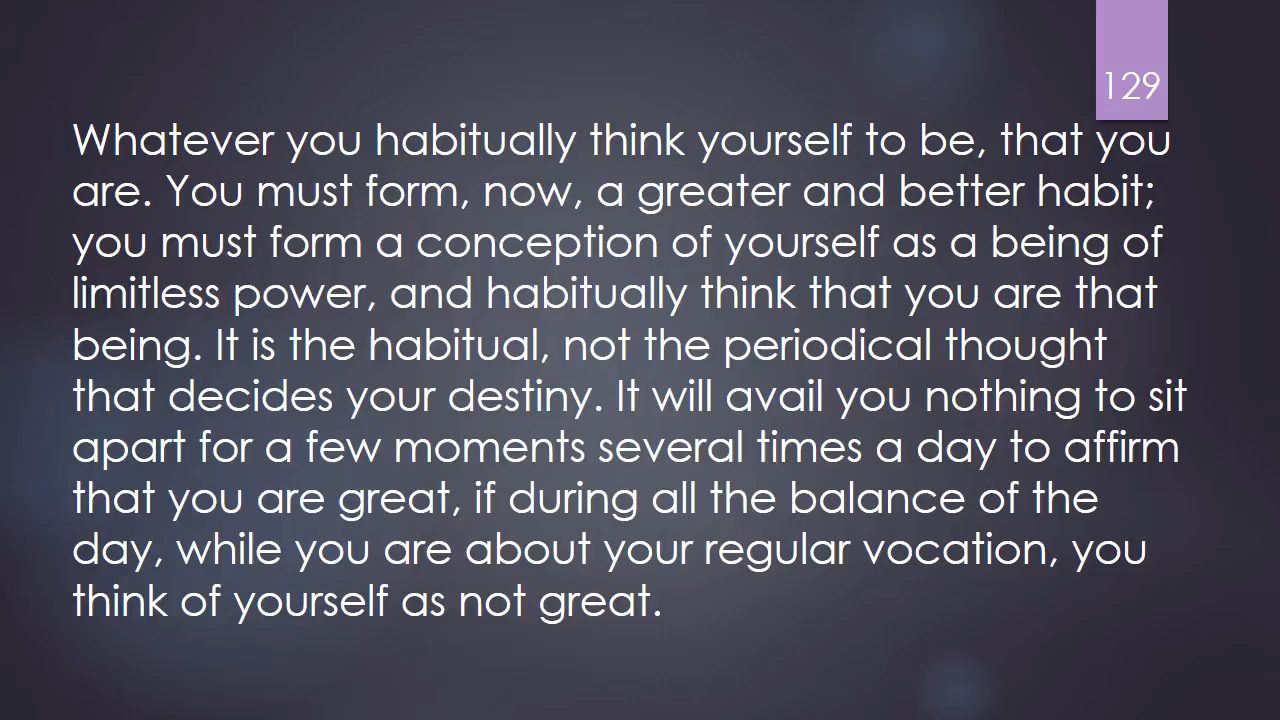 129
Whatever you habitually think yourself to be, that you
are. You must form, now, a greater and better habit;
you must form a conception of yourself as a being of
limitless power, and habitually think that you are that
being. It is the habitual, not the periodical thought
that decides your destiny. It will avail you nothing to sit
apart for a few moments several times a day to affirm
that you are great, if during all the balance of the
day, while you are about your regular vocation, you
think of yourself as not great.